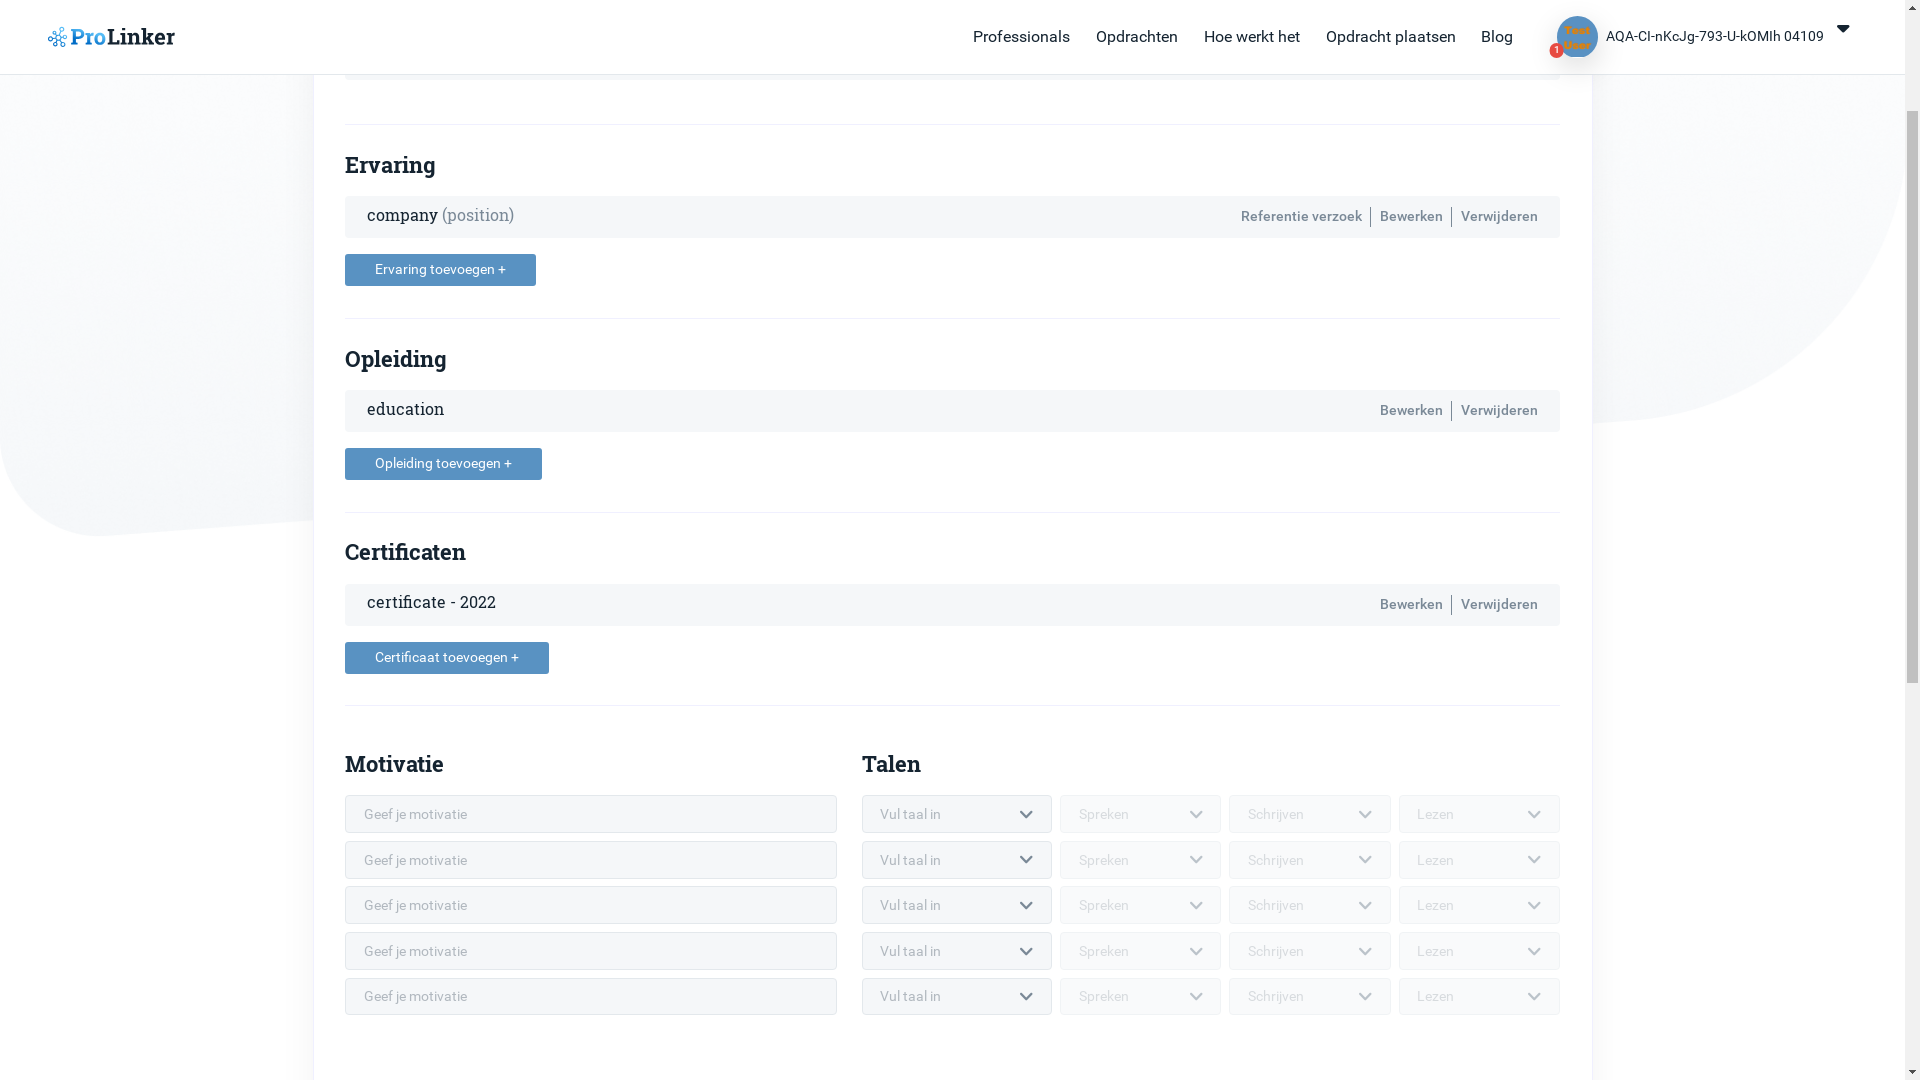 ProLinker
Professionals Opdrachten Hoe werkt het Opdracht plaatsen Blog
Test User
1
AQA-CI-nKcJg-793-U-kOMIh 04109
Ervaring
company (position) Referentie verzoek Bewerken Verwijderen
Ervaring toevoegen +
Opleiding
education Bewerken Verwijderen
Opleiding toevoegen +
Certificaten
certificate - 2022 Bewerken Verwijderen
Certificaat toevoegen +
Motivatie Talen
Geef je motivatie Vul taal in Spreken Schrijven Lezen
Geef je motivatie Vul taal in Spreken Schrijven Lezen
Geef je motivatie Vul taal in Spreken Schrijven Lezen
Geef je motivatie Vul taal in Spreken Schrijven Lezen
Geef je motivatie Vul taal in Spreken Schrijven Lezen